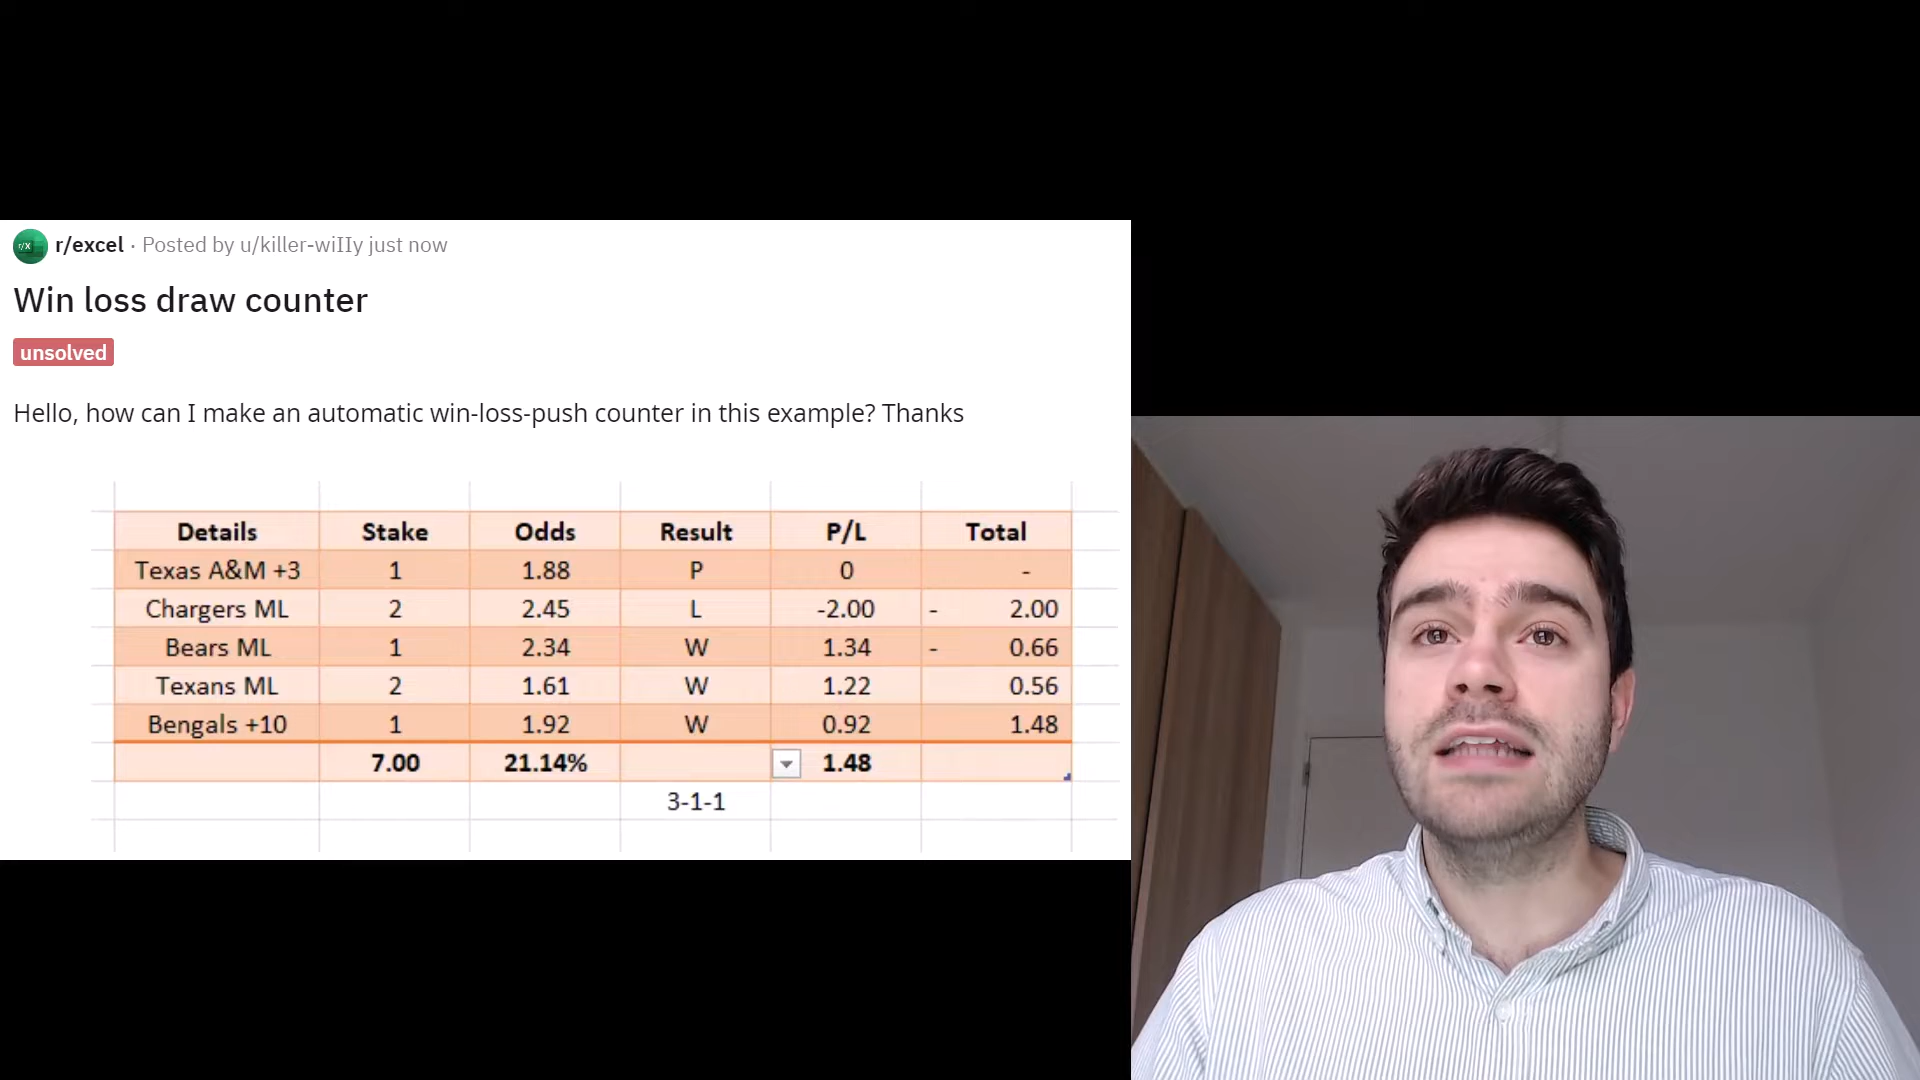 r/excel · Posted by u/killer-wiIIy just now
Win loss draw counter
unsolved
Hello, how can I make an automatic win-loss-push counter in this example? Thanks
Details Stake Odds Result P/L Total
Texas A&M +3 1 1.88 P 0 -
Chargers ML 2 2.45 L -2.00 - 2.00
Bears ML 1 2.34 W 1.34 - 0.66
Texans ML 2 1.61 W 1.22 0.56
Bengals +10 1 1.92 W 0.92 1.48
7.00 21.14% 1.48
3-1-1